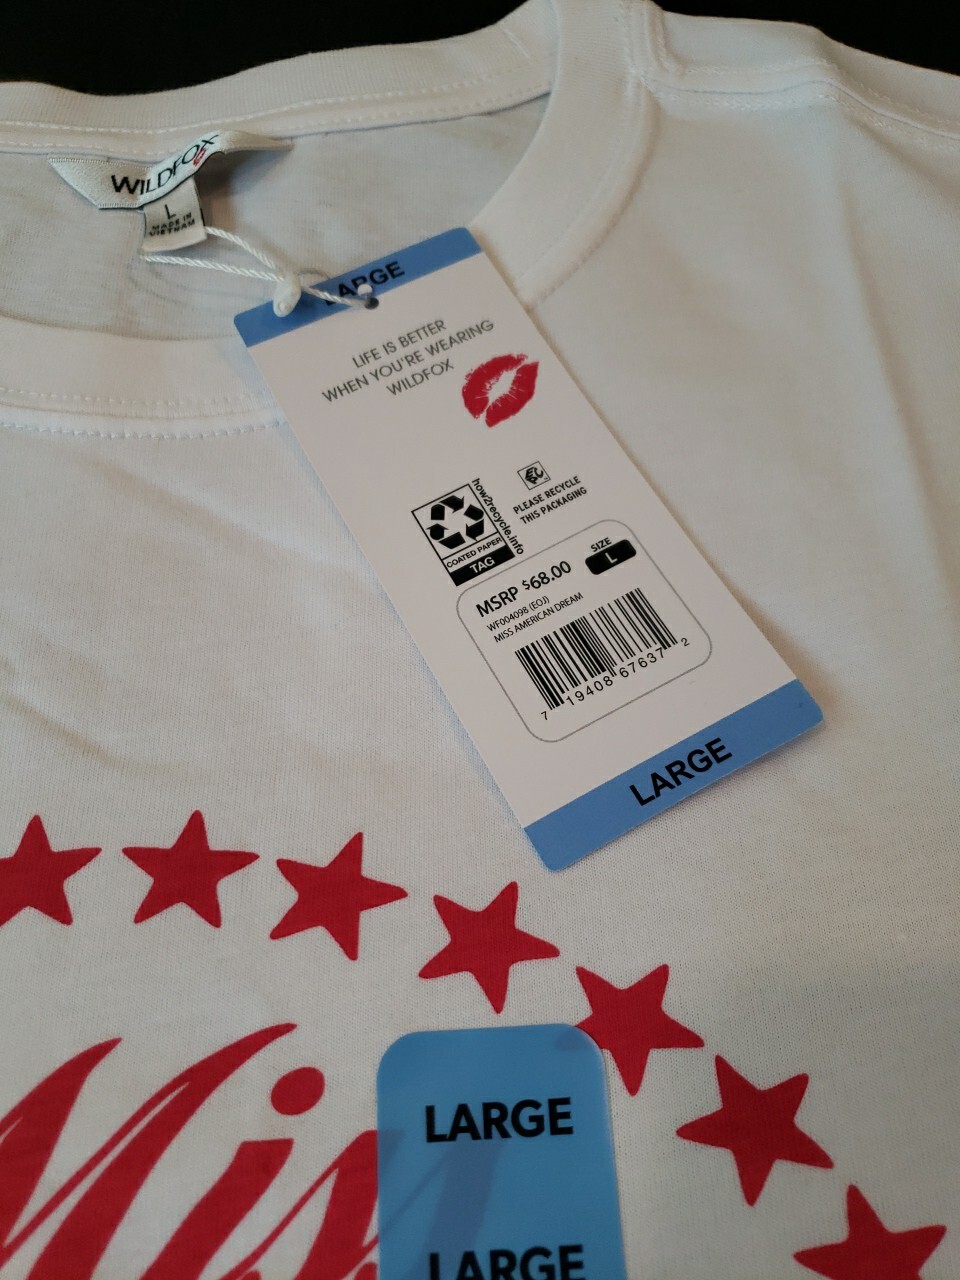 WILDFOX
L
MADE IN
VIETNAM
LARGE
LIFE IS BETTER
WHEN YOU'RE WEARING
WILDFOX
how2recycle.info
COATED PAPER
TAG
PLEASE RECYCLE
THIS PACKAGING
MSRP $68.00
SIZE
L
WF004098 (EOJ)
MISS AMERICAN DREAM
7 19408 67637 2
LARGE
Miss
LARGE
LARGE